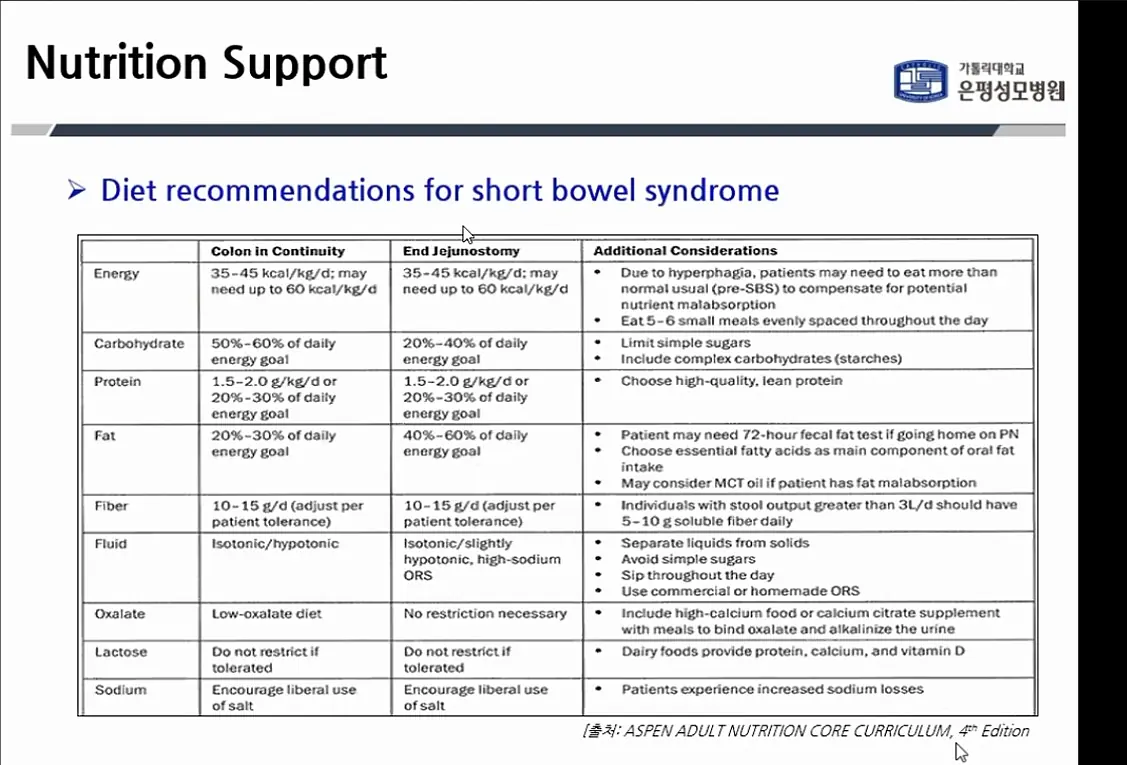 Nutrition Support
가톨릭대학교
은평성모병원
➢ Diet recommendations for short bowel syndrome
Colon in Continuity End Jejunostomy Additional Considerations
Energy 35–45 kcal/kg/d; may 35–45 kcal/kg/d; may • Due to hyperphagia, patients may need to eat more than
need up to 60 kcal/kg/d need up to 60 kcal/kg/d normal usual (pre-SBS) to compensate for potential
nutrient malabsorption
• Eat 5–6 small meals evenly spaced throughout the day
Carbohydrate 50%–60% of daily 20%–40% of daily • Limit simple sugars
energy goal energy goal • Include complex carbohydrates (starches)
Protein 1.5–2.0 g/kg/d or 1.5–2.0 g/kg/d or • Choose high-quality, lean protein
20%–30% of daily 20%–30% of daily
energy goal energy goal
Fat 20%–30% of daily 40%–60% of daily • Patient may need 72-hour fecal fat test if going home on PN
energy goal energy goal • Choose essential fatty acids as main component of oral fat
intake
• May consider MCT oil if patient has fat malabsorption
Fiber 10–15 g/d (adjust per 10–15 g/d (adjust per • Individuals with stool output greater than 3L/d should have
patient tolerance) patient tolerance) 5–10 g soluble fiber daily
Fluid Isotonic/hypotonic Isotonic/slightly • Separate liquids from solids
hypotonic, high-sodium • Avoid simple sugars
ORS • Sip throughout the day
• Use commercial or homemade ORS
Oxalate Low-oxalate diet No restriction necessary • Include high-calcium food or calcium citrate supplement
with meals to bind oxalate and alkalinize the urine
Lactose Do not restrict if Do not restrict if • Dairy foods provide protein, calcium, and vitamin D
tolerated tolerated
Sodium Encourage liberal use Encourage liberal use • Patients experience increased sodium losses
of salt of salt
[출처: ASPEN ADULT NUTRITION CORE CURRICULUM, 4th Edition